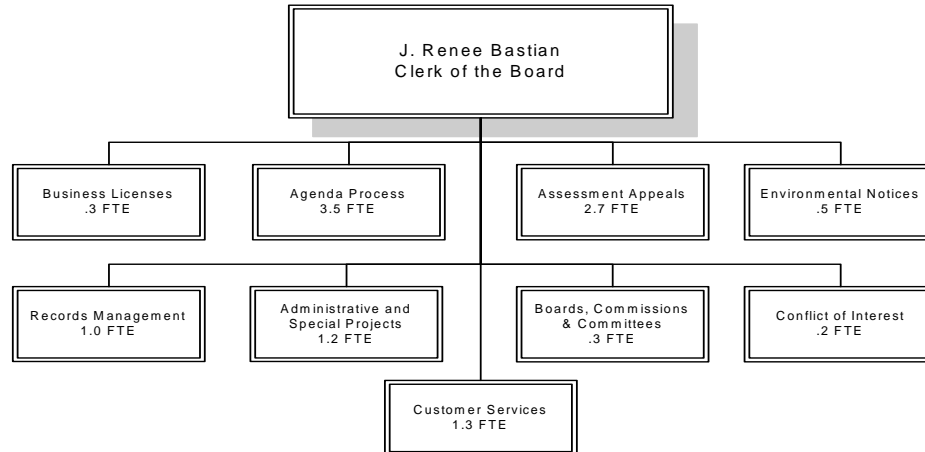 J. Renee Bastian
Clerk of the Board
Business Licenses
.3 FTE
Agenda Process
3.5 FTE
Assessment Appeals
2.7 FTE
Environmental Notices
.5 FTE
Records Management
1.0 FTE
Administrative and
Special Projects
1.2 FTE
Boards, Commissions
& Committees
.3 FTE
Conflict of Interest
.2 FTE
Customer Services
1.3 FTE